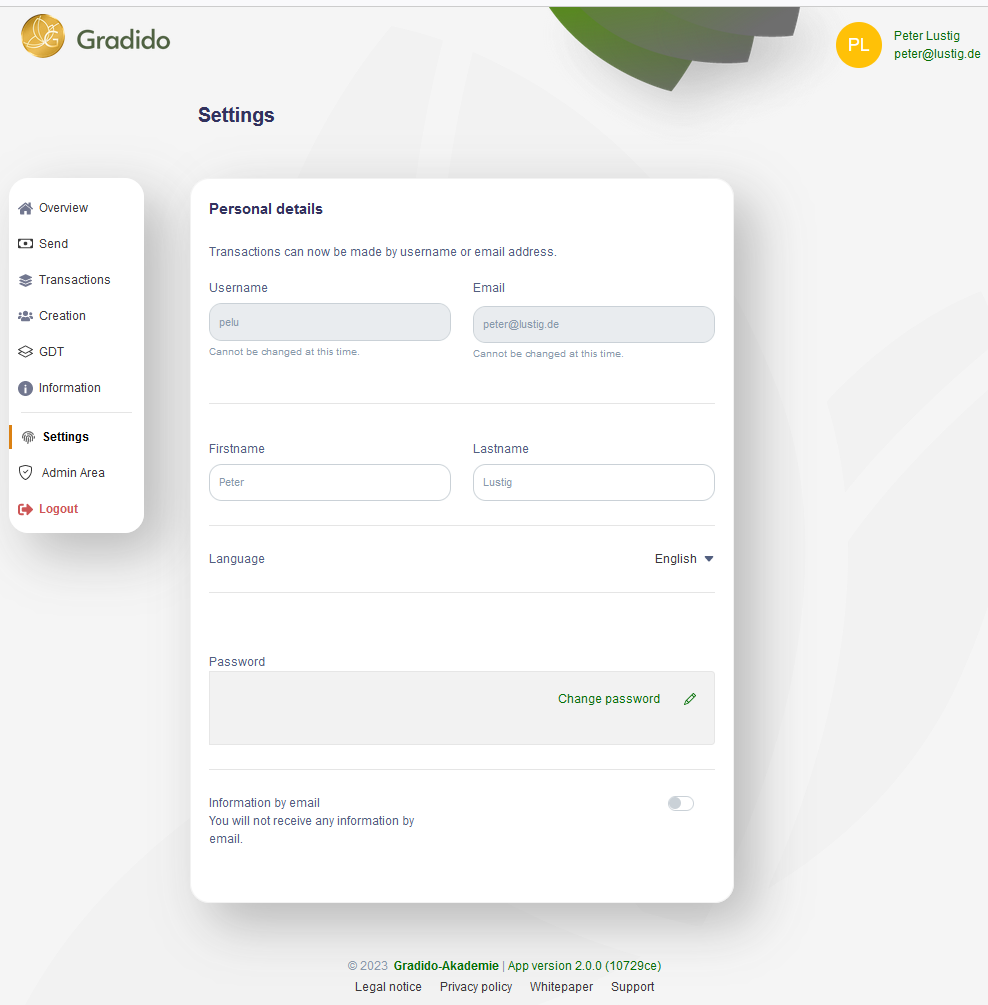 Gradido
PL
Peter Lustig
peter@lustig.de
Settings
Overview
Send
Transactions
Creation
GDT
Information
Settings
Admin Area
Logout
Personal details
Transactions can now be made by username or email address.
Username
Email
pelu
peter@lustig.de
Cannot be changed at this time.
Cannot be changed at this time.
Firstname
Lastname
Peter
Lustig
Language
English
Password
Change password
Information by email
You will not receive any information by
email.
© 2023 Gradido-Akademie | App version 2.0.0 (10729ce)
Legal notice Privacy policy Whitepaper Support